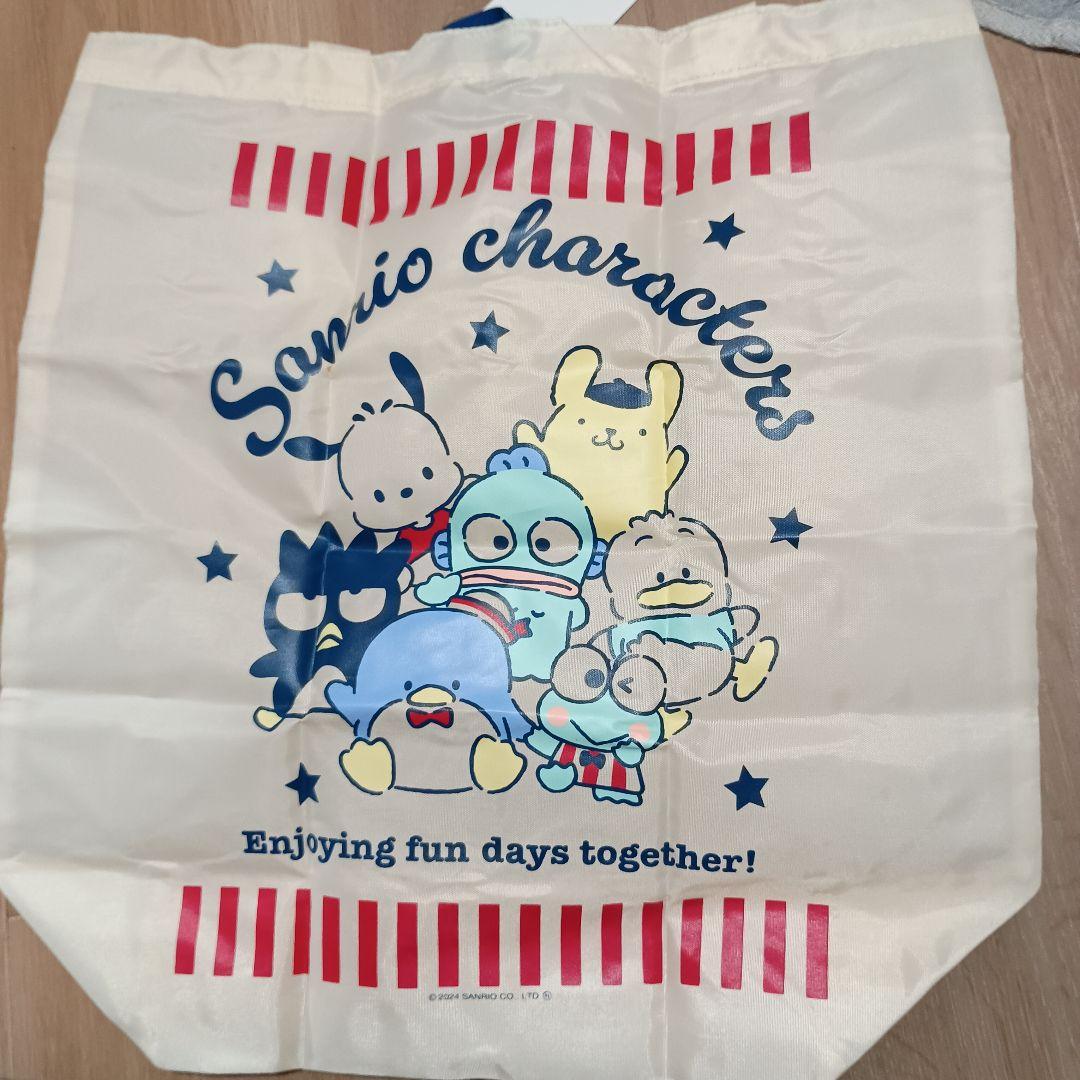 Sanrio characters
Enjoying fun days together!
© 2024 SANRIO CO., LTD. Ⓗ